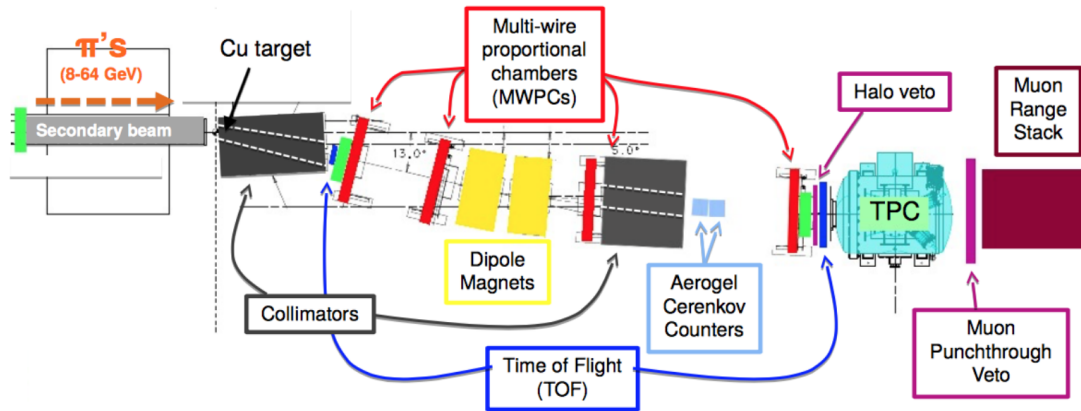 π's
(8-64 GeV)
Secondary beam
Cu target
Multi-wire
proportional
chambers
(MWPCs)
Halo veto
Muon
Range
Stack
13.0°
5.0°
TPC
Dipole
Magnets
Collimators
Aerogel
Cerenkov
Counters
Time of Flight
(TOF)
Muon
Punchthrough
Veto